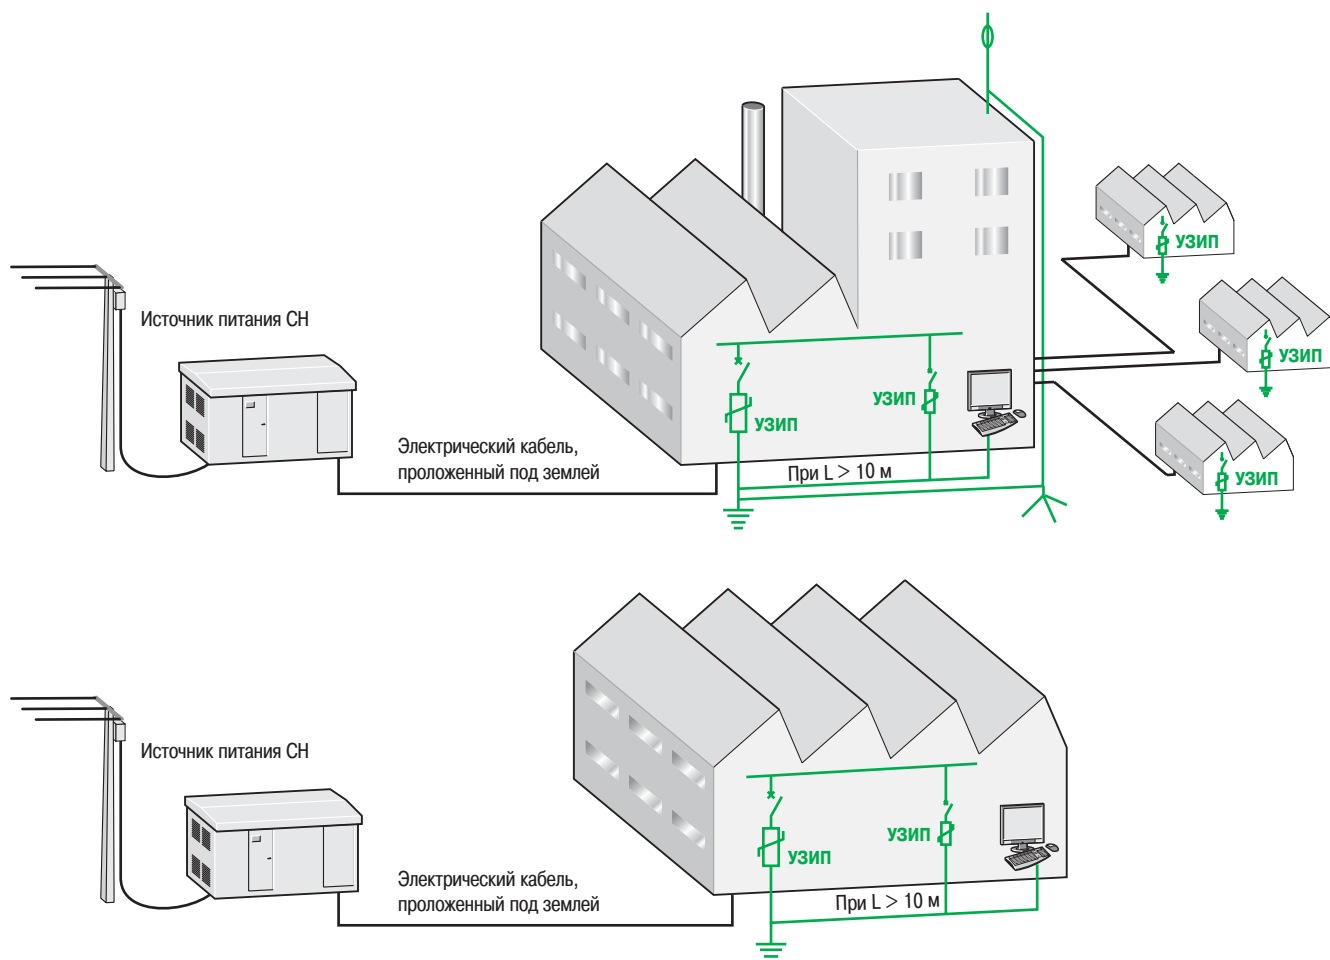 Источник питания СН
Электрический кабель,
проложенный под землей
УЗИП
УЗИП
При L > 10 м
УЗИП
УЗИП
УЗИП
Источник питания СН
Электрический кабель,
проложенный под землей
УЗИП
УЗИП
При L > 10 м